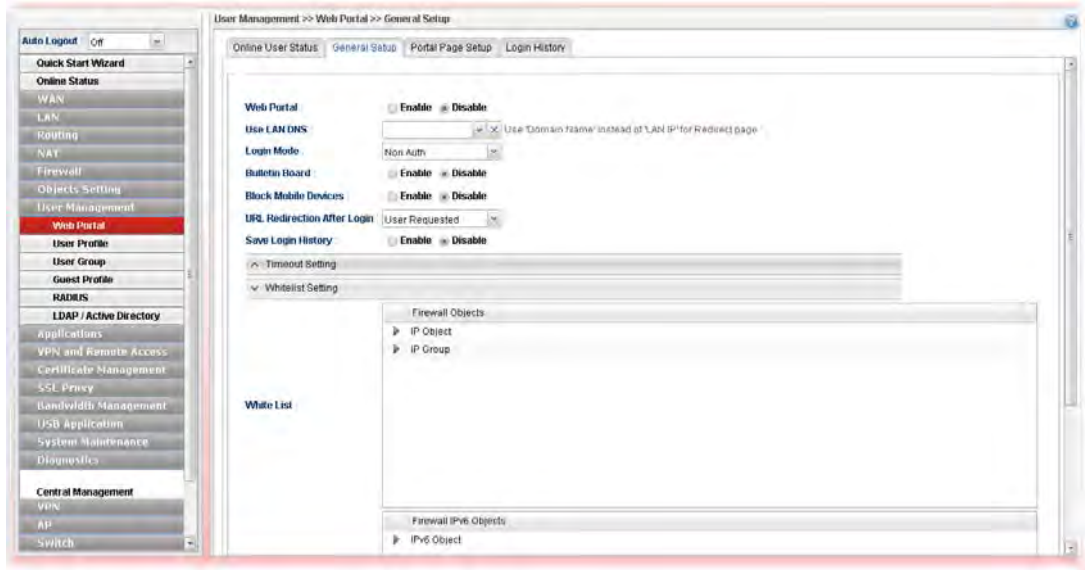 User Management >> Web Portal >> General Setup
Auto Logout Off
Quick Start Wizard
Online Status
WAN
LAN
Routing
NAT
Firewall
Objects Setting
User Management
Web Portal
User Profile
User Group
Guest Profile
RADIUS
LDAP / Active Directory
Applications
VPN and Remote Access
Certificate Management
SSL Proxy
Bandwidth Management
USB Application
System Maintenance
Diagnostics
Central Management
VPN
AP
Switch
Online User Status General Setup Portal Page Setup Login History
Web Portal Enable Disable
Use LAN DNS Use 'Domain Name' instead of 'LAN IP' for Redirect page
Login Mode Non Auth
Bulletin Board Enable Disable
Block Mobile Devices Enable Disable
URL Redirection After Login User Requested
Save Login History Enable Disable
Timeout Setting
Whitelist Setting
Firewall Objects
IP Object
IP Group
White List
Firewall IPv6 Objects
IPv6 Object